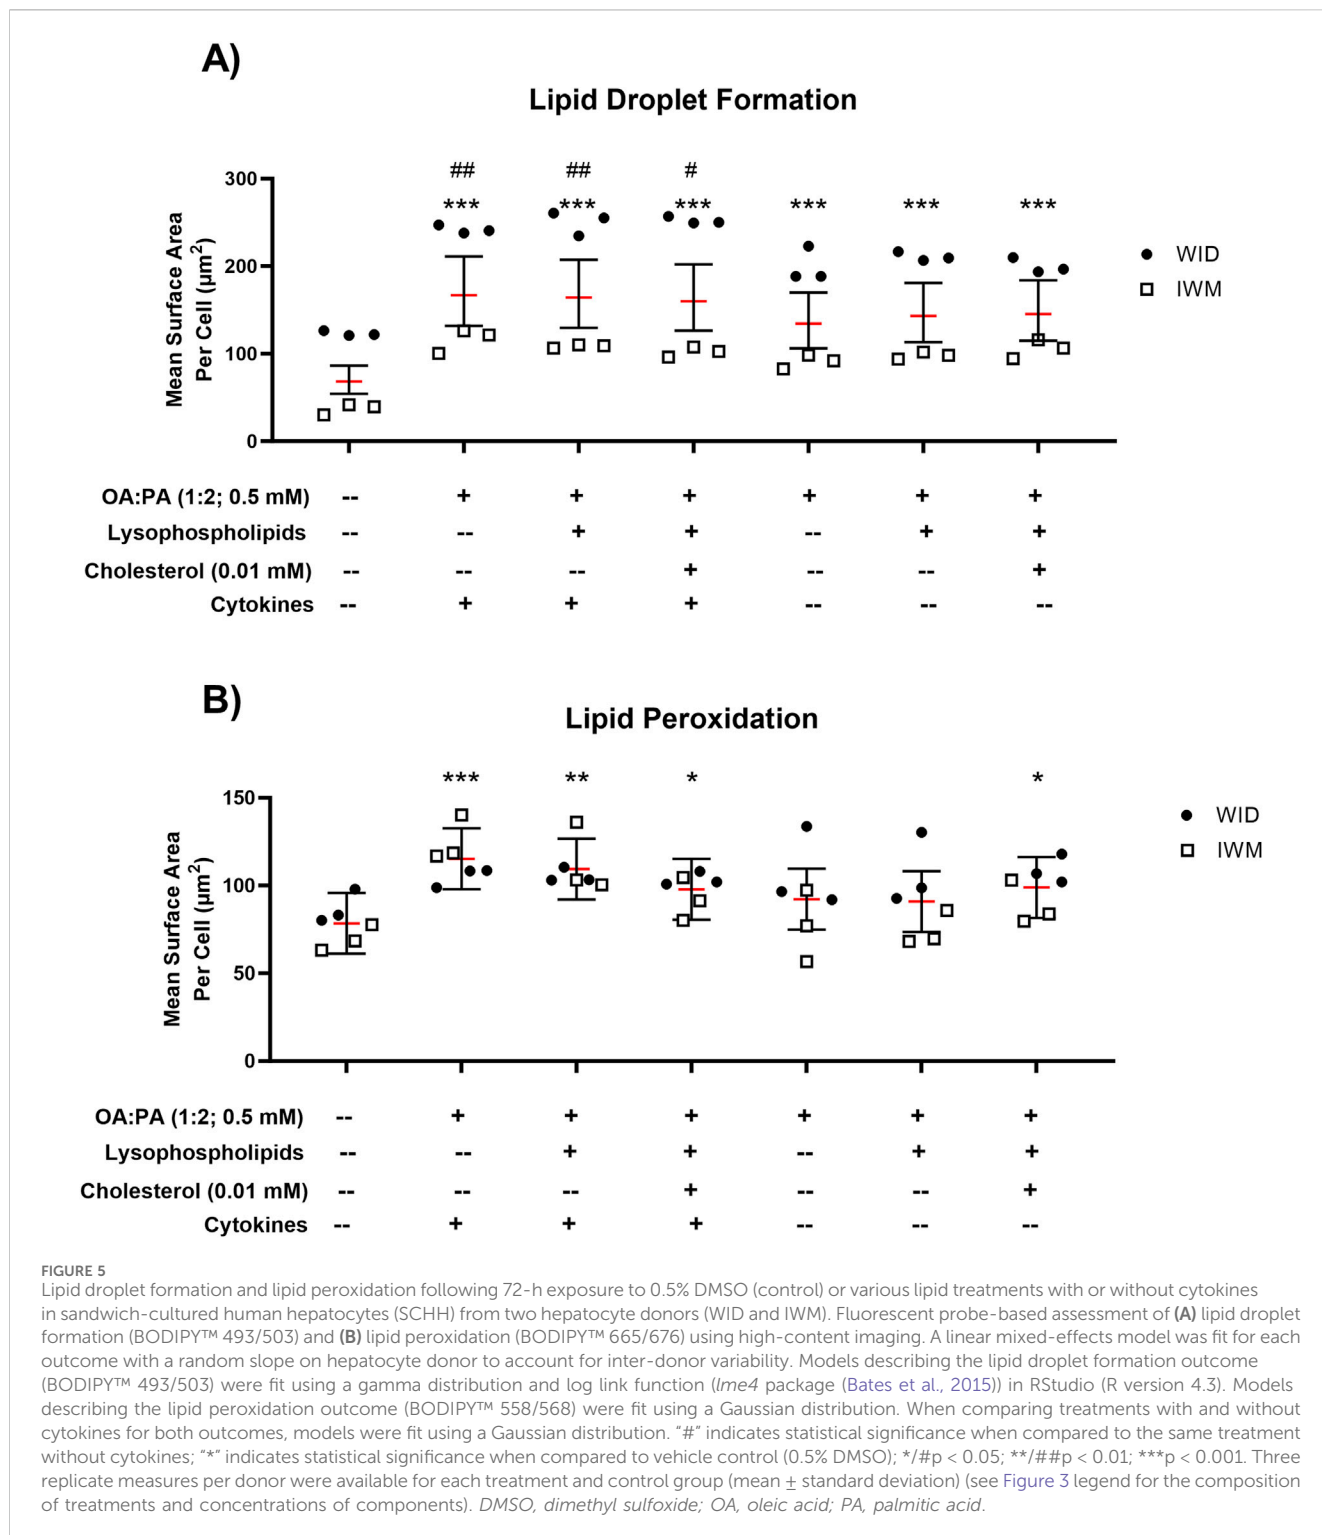 A)
Lipid Droplet Formation
## ## #
*** *** *** *** *** ***
300
200
100
0
Mean Surface Area
Per Cell (µm²)
WID
IWM
OA:PA (1:2; 0.5 mM) -- + + + + + +
Lysophospholipids -- -- + + -- + +
Cholesterol (0.01 mM) -- -- -- + -- -- +
Cytokines -- + + + -- -- --
B)
Lipid Peroxidation
*** ** * *
150
100
50
0
Mean Surface Area
Per Cell (µm²)
WID
IWM
OA:PA (1:2; 0.5 mM) -- + + + + + +
Lysophospholipids -- -- + + -- + +
Cholesterol (0.01 mM) -- -- -- + -- -- +
Cytokines -- + + + -- -- --
FIGURE 5
Lipid droplet formation and lipid peroxidation following 72-h exposure to 0.5% DMSO (control) or various lipid treatments with or without cytokines
in sandwich-cultured human hepatocytes (SCHH) from two hepatocyte donors (WID and IWM). Fluorescent probe-based assessment of (A) lipid droplet
formation (BODIPY™ 493/503) and (B) lipid peroxidation (BODIPY™ 665/676) using high-content imaging. A linear mixed-effects model was fit for each
outcome with a random slope on hepatocyte donor to account for inter-donor variability. Models describing the lipid droplet formation outcome
(BODIPY™ 493/503) were fit using a gamma distribution and log link function (lme4 package (Bates et al., 2015)) in RStudio (R version 4.3). Models
describing the lipid peroxidation outcome (BODIPY™ 558/568) were fit using a Gaussian distribution. When comparing treatments with and without
cytokines for both outcomes, models were fit using a Gaussian distribution. “#” indicates statistical significance when compared to the same treatment
without cytokines; “*” indicates statistical significance when compared to vehicle control (0.5% DMSO); */#p < 0.05; **/##p < 0.01; ***p < 0.001. Three
replicate measures per donor were available for each treatment and control group (mean ± standard deviation) (see Figure 3 legend for the composition
of treatments and concentrations of components). DMSO, dimethyl sulfoxide; OA, oleic acid; PA, palmitic acid.